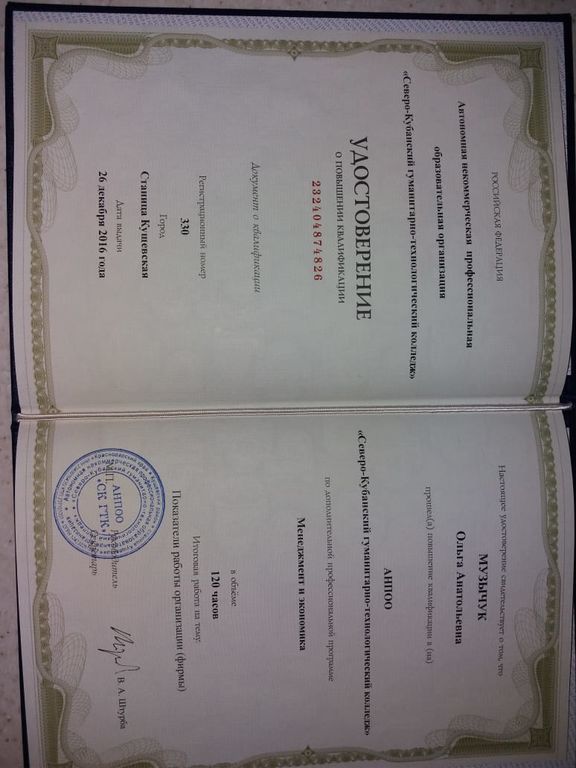 РОССИЙСКАЯ ФЕДЕРАЦИЯ
Автономная некоммерческая профессиональная
образовательная организация
«Северо-Кубанский гуманитарно-технологический колледж»
УДОСТОВЕРЕНИЕ
О ПОВЫШЕНИИ КВАЛИФИКАЦИИ
232404874826
Документ о квалификации
Регистрационный номер
330
Город
Станица Кущевская
Дата выдачи
26 декабря 2016 года
Настоящее удостоверение свидетельствует о том, что
МУЗЫЧУК
Ольга Анатольевна
прошел(а) повышение квалификации в (на)
АНПОО
«Северо-Кубанский гуманитарно-технологический колледж»
по дополнительной профессиональной программе
Менеджмент и экономика
в объёме
120 часов
Итоговая работа на тему:
Показатели работы организации (фирмы)
АНПОО
СК ГТК
В. А. Штурба